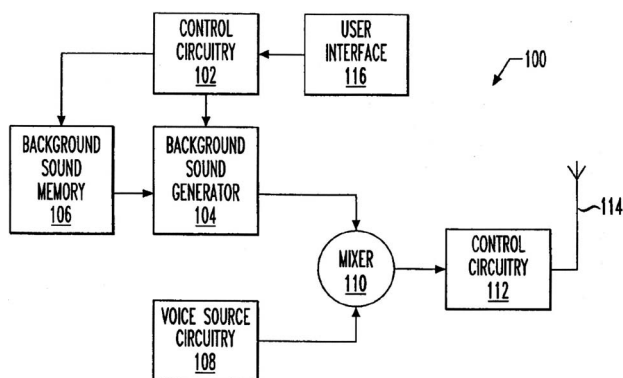 CONTROL
CIRCUITRY
102
USER
INTERFACE
116
100
BACKGROUND
SOUND
MEMORY
106
BACKGROUND
SOUND
GENERATOR
104
114
MIXER
110
CONTROL
CIRCUITRY
112
VOICE SOURCE
CIRCUITRY
108